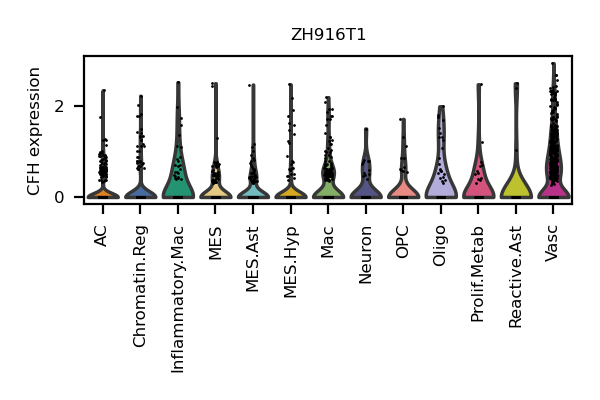 ZH916T1
CFH expression
2
0
AC
Chromatin.Reg
Inflammatory.Mac
MES
MES.Ast
MES.Hyp
Mac
Neuron
OPC
Oligo
Prolif.Metab
Reactive.Ast
Vasc